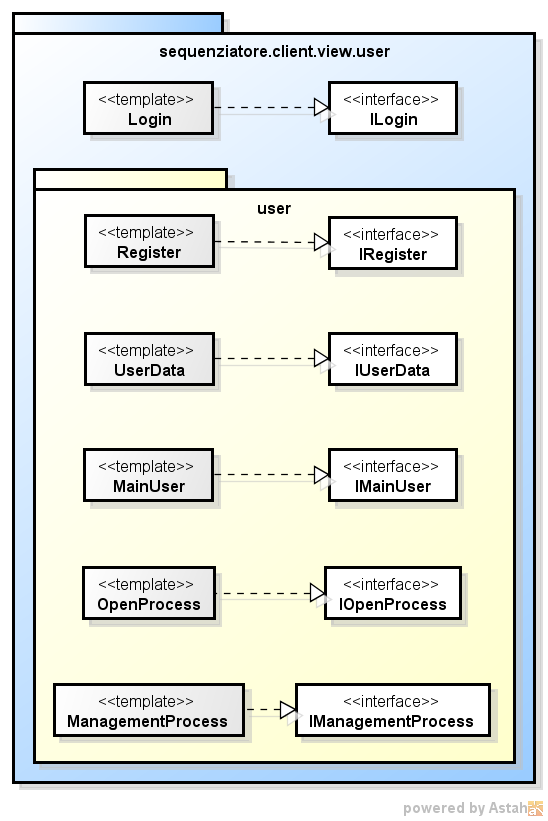 sequenziatore.client.view.user
<<template>>
Login
<<interface>>
ILogin
user
<<template>>
Register
<<interface>>
IRegister
<<template>>
UserData
<<interface>>
IUserData
<<template>>
MainUser
<<interface>>
IMainUser
<<template>>
OpenProcess
<<interface>>
IOpenProcess
<<template>>
ManagementProcess
<<interface>>
IManagementProcess
powered by Astah